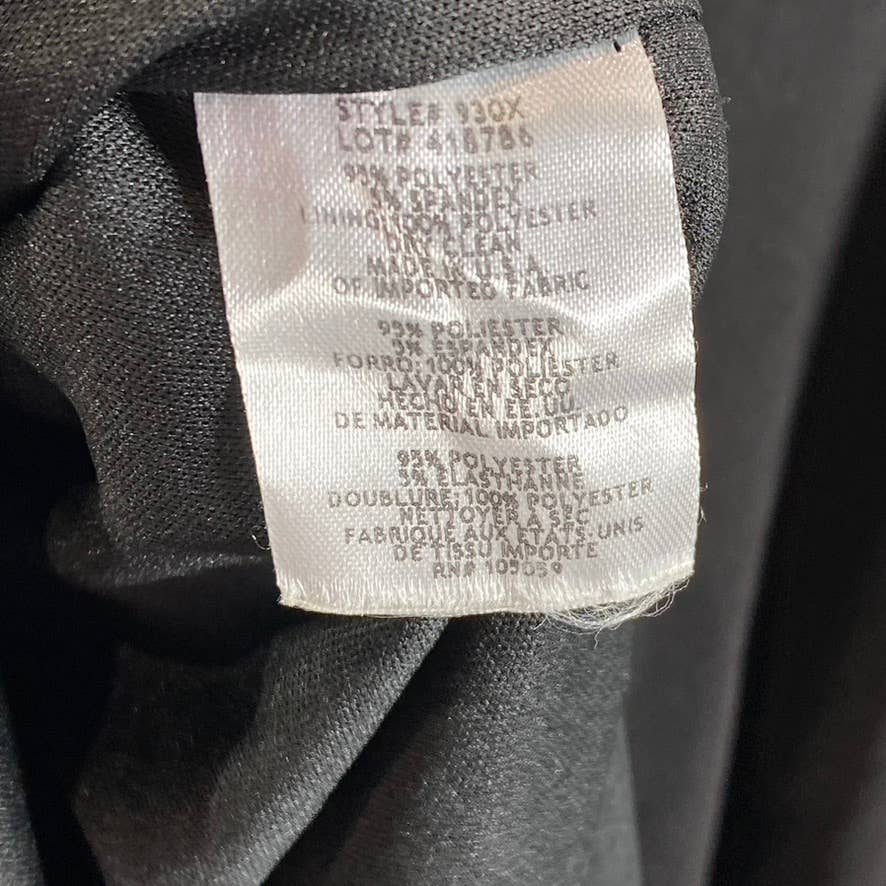 STYLE# 930X
LOT# 418786
95% POLYESTER
5% SPANDEX
LINING:100% POLYESTER
DRY CLEAN
MADE IN U.S.A.
OF IMPORTED FABRIC
95% POLIESTER
5% ESPANDEX
FORRO: 100% POLIESTER
LAVAR EN SECO
HECHO EN EE.UU.
DE MATERIAL IMPORTADO
95% POLYESTER
5% ELASTHANNE
DOUBLURE: 100% POLYESTER
NETTOYER À SEC
FABRIQUE AUX ETATS-UNIS
DE TISSU IMPORTE
RN# 105059